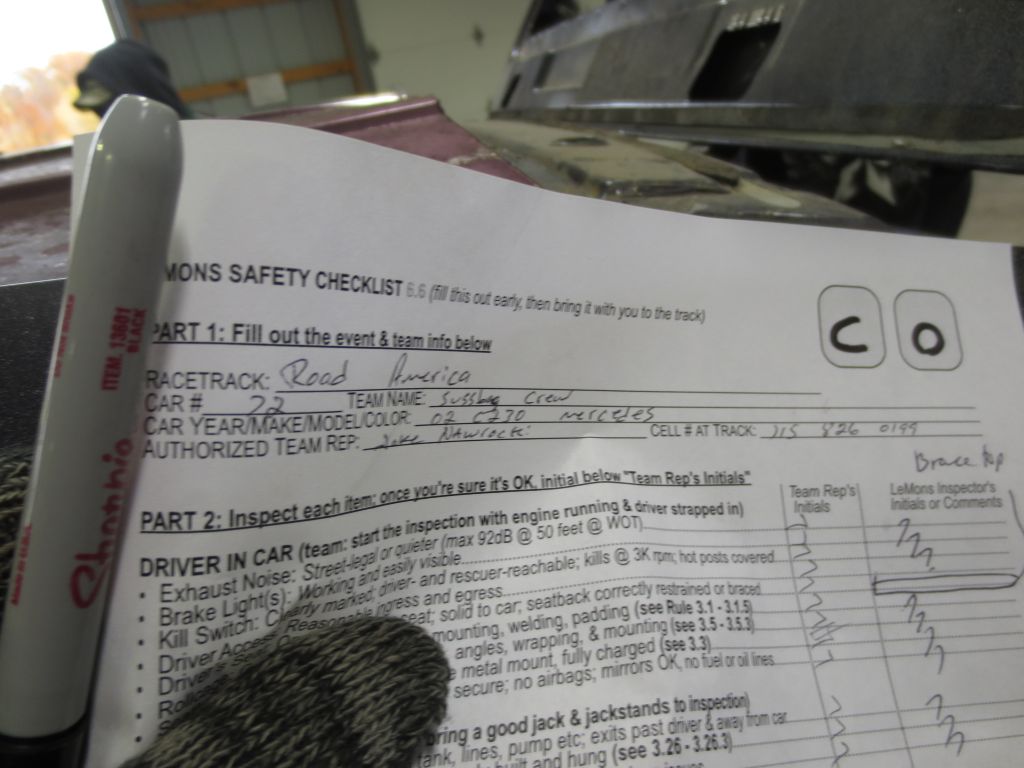 MONS SAFETY CHECKLIST 6.6 (fill this out early, then bring it with you to the track)
C O
PART 1: Fill out the event & team info below
RACETRACK: Road America
CAR # 22 TEAM NAME: Crew
CAR YEAR/MAKE/MODEL/COLOR: 02 C230 Mercedes
AUTHORIZED TEAM REP: CELL # AT TRACK: 715 826 0199
Brace top
PART 2: Inspect each item; once you're sure it's OK, initial below "Team Rep's Initials"
Team Rep's Initials
LeMons Inspector's Initials or Comments
DRIVER IN CAR (team: start the inspection with engine running & driver strapped in)
• Exhaust Noise: Street-legal or quieter (max 92dB @ 50 feet @ WOT)
• Brake Light(s): Working and easily visible
• Kill Switch: Clearly marked; driver- and rescuer-reachable; kills @ 3K rpm; hot posts covered
• Driver Access: Reasonable ingress and egress
• Driver's seat; solid to car; seatback correctly restrained or braced
• mounting, welding, padding (see Rule 3.1 - 3.1.5)
• angles, wrapping, & mounting (see 3.5 - 3.5.3)
metal mount, fully charged (see 3.3)
secure; no airbags; mirrors OK, no fuel or oil lines
bring a good jack & jackstands to inspection)
tank, lines, pump etc; exits past driver & away from car
built and hung (see 3.26 - 3.26.3)
Sharpie
ITEM 13601
BLACK